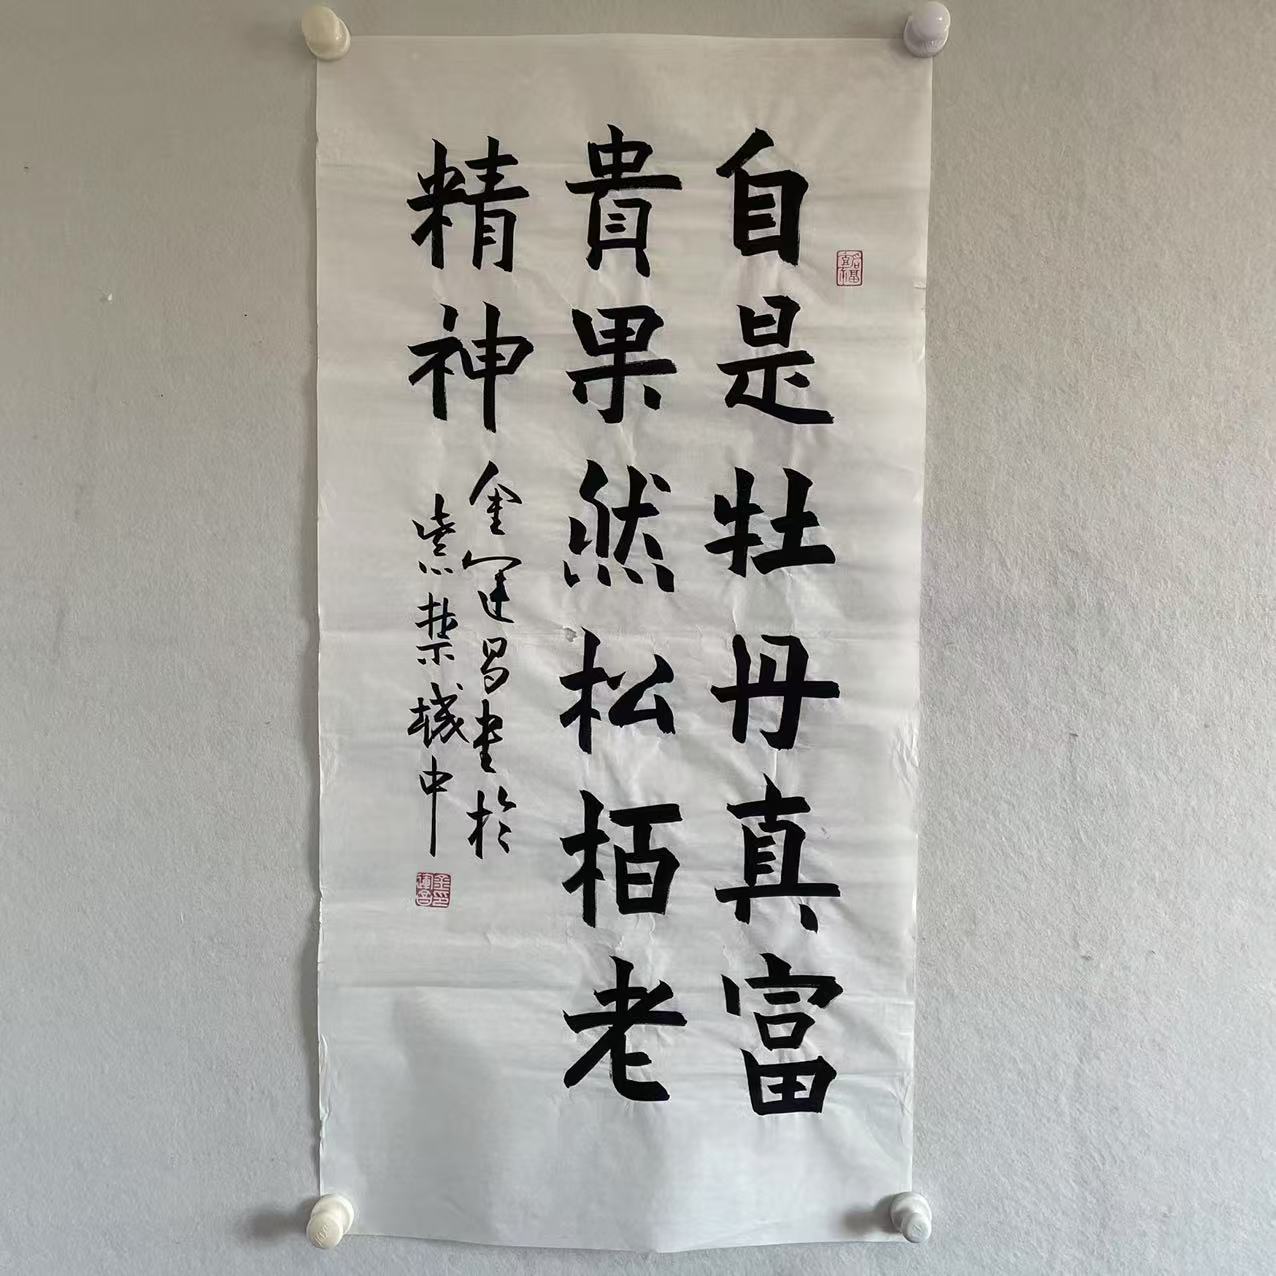 自是牡丹真富
貴果然松栢老
精神
金運昌書於
紫禁城中